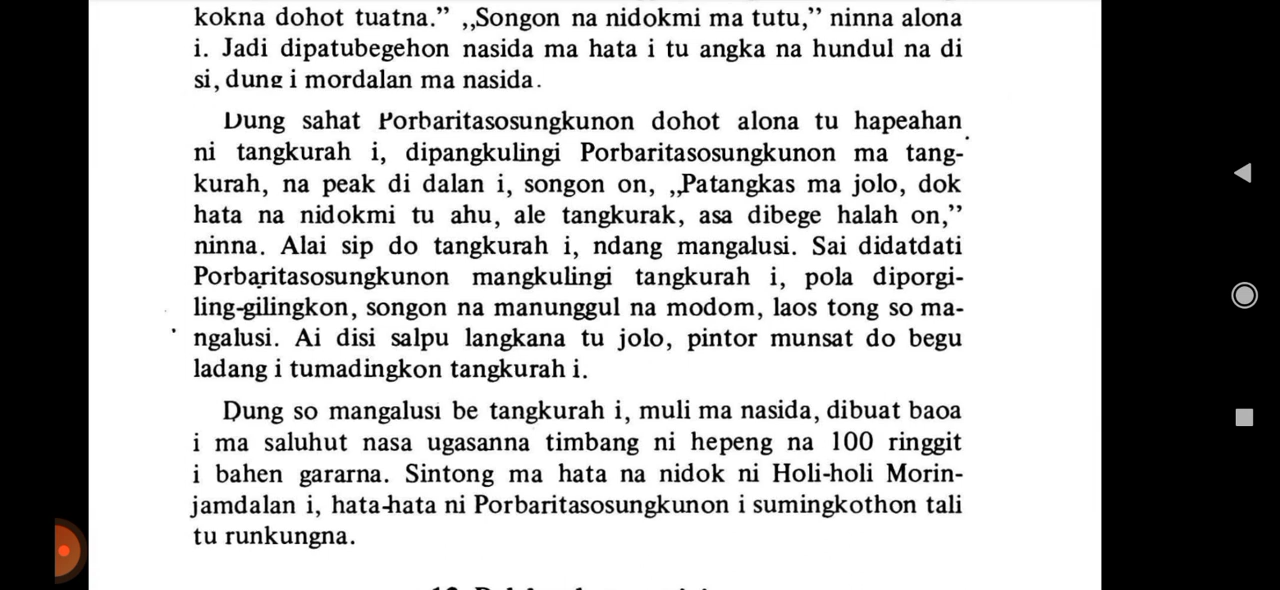 kokna dohot tuatna.” ,,Songon na nidokmi ma tutu,” ninna alona
i. Jadi dipatubegehon nasida ma hata i tu angka na hundul na di
si, dung i mordalan ma nasida.
Dung sahat Porbaritasosungkunon dohot alona tu hapeahan
ni tangkurah i, dipangkulingi Porbaritasosungkunon ma tang-
kurah, na peak di dalan i, songon on, ,,Patangkas ma jolo, dok
hata na nidokmi tu ahu, ale tangkurak, asa dibege halah on,”
ninna. Alai sip do tangkurah i, ndang mangalusi. Sai didatdati
Porbaritasosungkunon mangkulingi tangkurah i, pola diporgi-
ling-gilingkon, songon na manunggul na modom, laos tong so ma-
ngalusi. Ai disi salpu langkana tu jolo, pintor munsat do begu
ladang i tumadingkon tangkurah i.
Dung so mangalusi be tangkurah i, muli ma nasida, dibuat baoa
i ma saluhut nasa ugasanna timbang ni hepeng na 100 ringgit
i bahen gararna. Sintong ma hata na nidok ni Holi-holi Morin-
jamdalan i, hata-hata ni Porbaritasosungkunon i sumingkothon tali
tu runkungna.